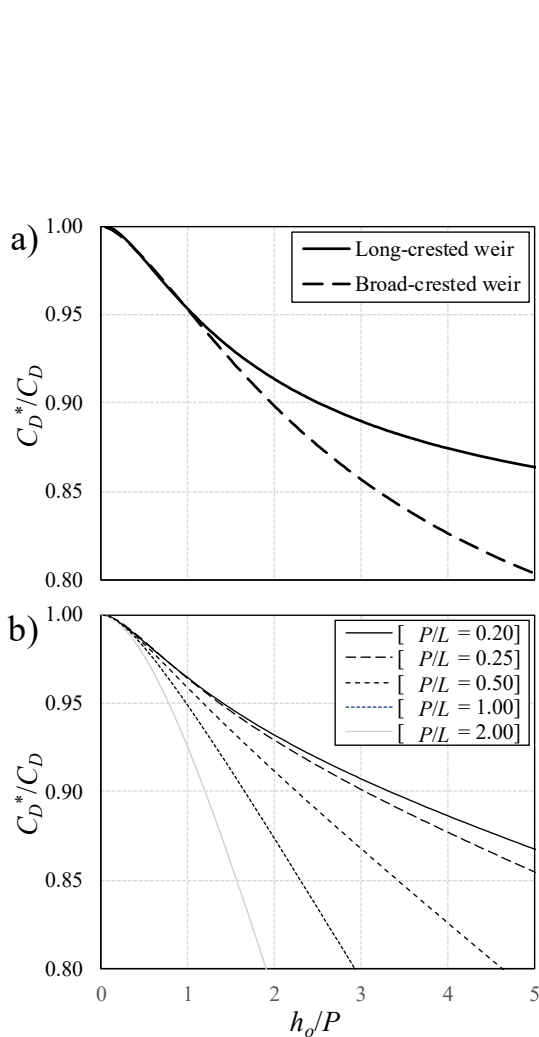 a)
1.00
0.95
0.90
0.85
0.80
C_D*/C_D
Long-crested weir
Broad-crested weir
b)
1.00
0.95
0.90
0.85
0.80
C_D*/C_D
[ P/L = 0.20]
[ P/L = 0.25]
[ P/L = 0.50]
[ P/L = 1.00]
[ P/L = 2.00]
0 1 2 3 4 5
h_o/P